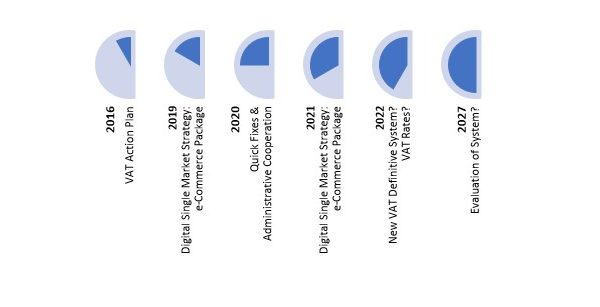 2016
VAT Action Plan
2019
Digital Single Market Strategy:
e-Commerce Package
2020
Quick Fixes &
Administrative Cooperation
2021
Digital Single Market Strategy:
e-Commerce Package
2022
New VAT Definitive System?
VAT Rates?
2027
Evaluation of System?